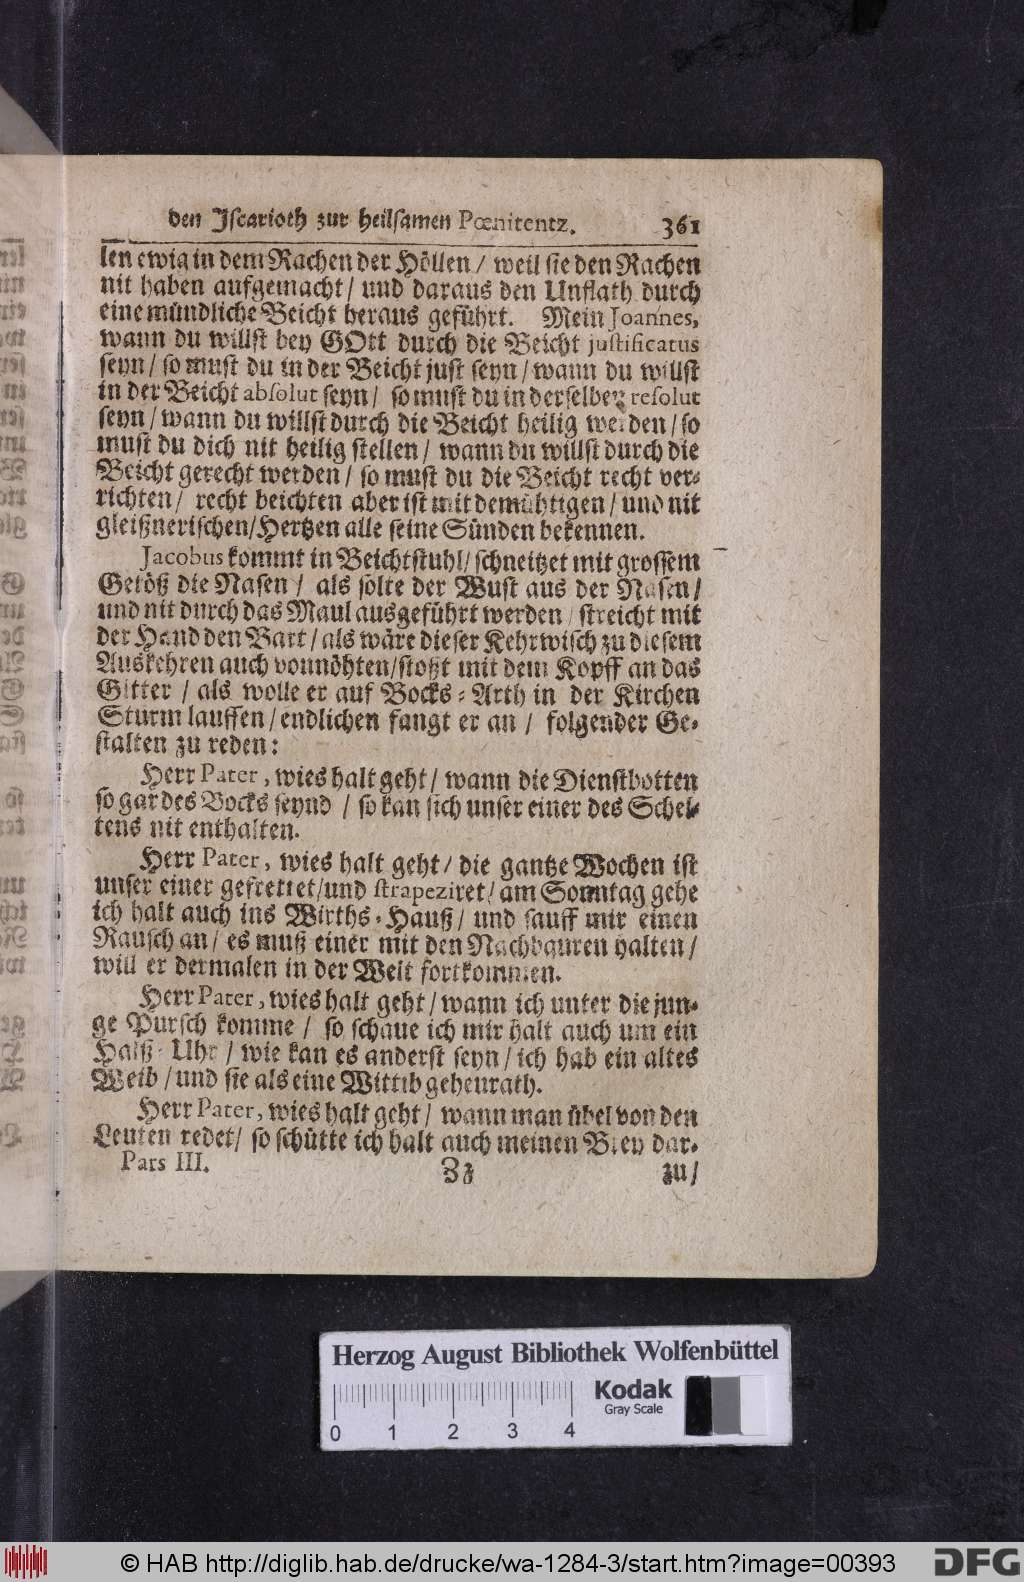 den Iscarioth zur heilsamen Pœnitentz. 361
len ewig in dem Rachen der Höllen / weil sie den Rachen
nit haben aufgemacht / und daraus den Unflath durch
eine mündliche Beicht heraus geführt. Mein Joannes,
wann du willst bey GOtt durch die Beicht justificatus
seyn / so must du in der Beicht just seyn / wann du willst
in der Beicht absolut seyn / so must du in derselben resolut
seyn / wann du willst durch die Beicht heilig werden / so
must du dich nit heilig stellen / wann du willst durch die
Beicht gerecht werden / so must du die Beicht recht ver-
richten / recht beichten aber ist mit demühtigen / und nit
gleißnerischen / Hertzen alle seine Sünden bekennen.
Jacobus kommt in Beichtstuhl / schneitzet mit grossem
Getöß die Nasen / als solte der Wust aus der Nasen /
und nit durch das Maul ausgeführt werden / streicht mit
der Hand den Bart / als wäre dieser Kehrwisch zu diesem
Auskehren auch vonnöhten / stoßt mit dem Kopff an das
Gitter / als wolle er auf Bocks-Arth in der Kirchen
Sturm lauffen / endlichen fangt er an / folgender Ge-
stalten zu reden:
Herr Pater, wies halt geht / wann die Dienstbotten
so gar des Bocks seynd / so kan sich unser einer des Schel-
tens nit enthalten.
Herr Pater, wies halt geht / die gantze Wochen ist
unser einer gefrettet / und strapeziret / am Sonntag gehe
ich halt auch ins Wirths-Hauß / und sauff mir einen
Rausch an / es muß einer mit den Nachbauren halten /
will er dermalen in der Welt fortkommen.
Herr Pater, wies halt geht / wann ich unter die jun-
ge Pursch komme / so schaue ich mir halt auch um ein
Halß-Uhr / wie kan es anderst seyn / ich hab ein altes
Weib / und sie als eine Wittib geheurath.
Herr Pater, wies halt geht / wann man übel von den
Leuten redet / so schütte ich halt auch meinen Brey dar-
Pars III. Zz zu /
Herzog August Bibliothek Wolfenbüttel
Kodak
Gray Scale
0 1 2 3 4
© HAB http://diglib.hab.de/drucke/wa-1284-3/start.htm?image=00393 DFG